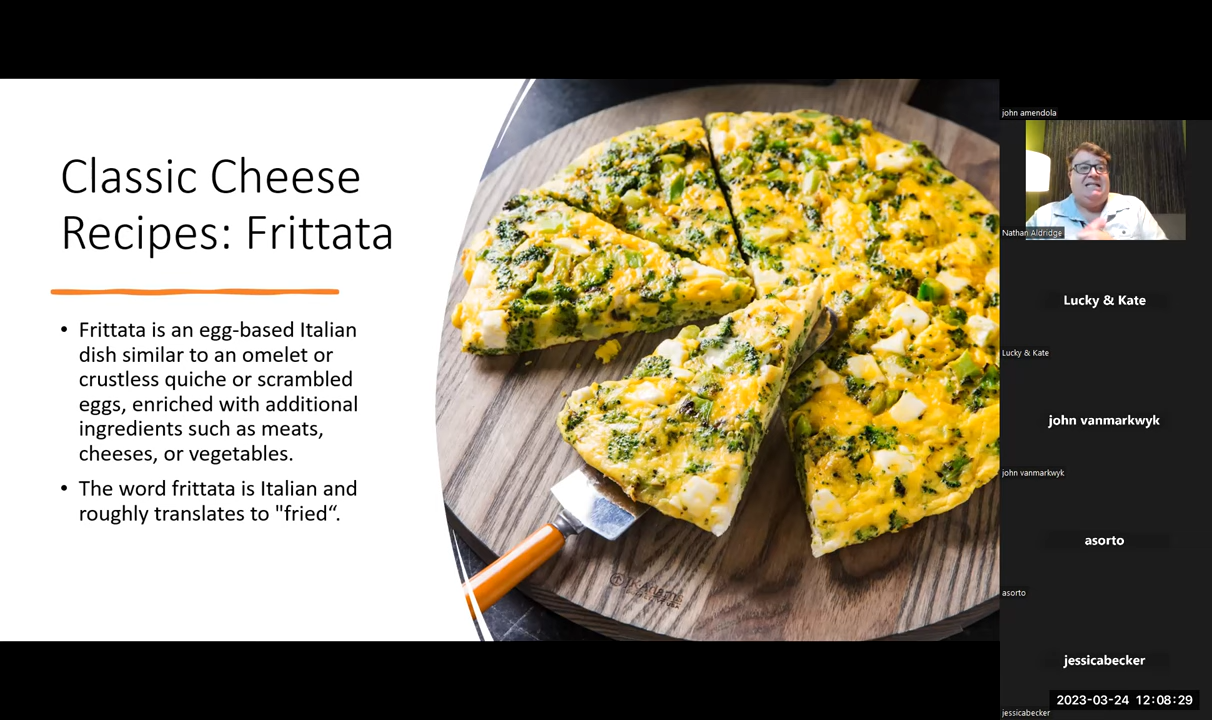 Classic Cheese
Recipes: Frittata
• Frittata is an egg-based Italian
dish similar to an omelet or
crustless quiche or scrambled
eggs, enriched with additional
ingredients such as meats,
cheeses, or vegetables.
• The word frittata is Italian and
roughly translates to "fried“.
john amendola
Nathan Aldridge
Lucky & Kate
Lucky & Kate
john vanmarkwyk
john vanmarkwyk
asorto
asorto
jessicabecker
jessicabecker
2023-03-24 12:08:29